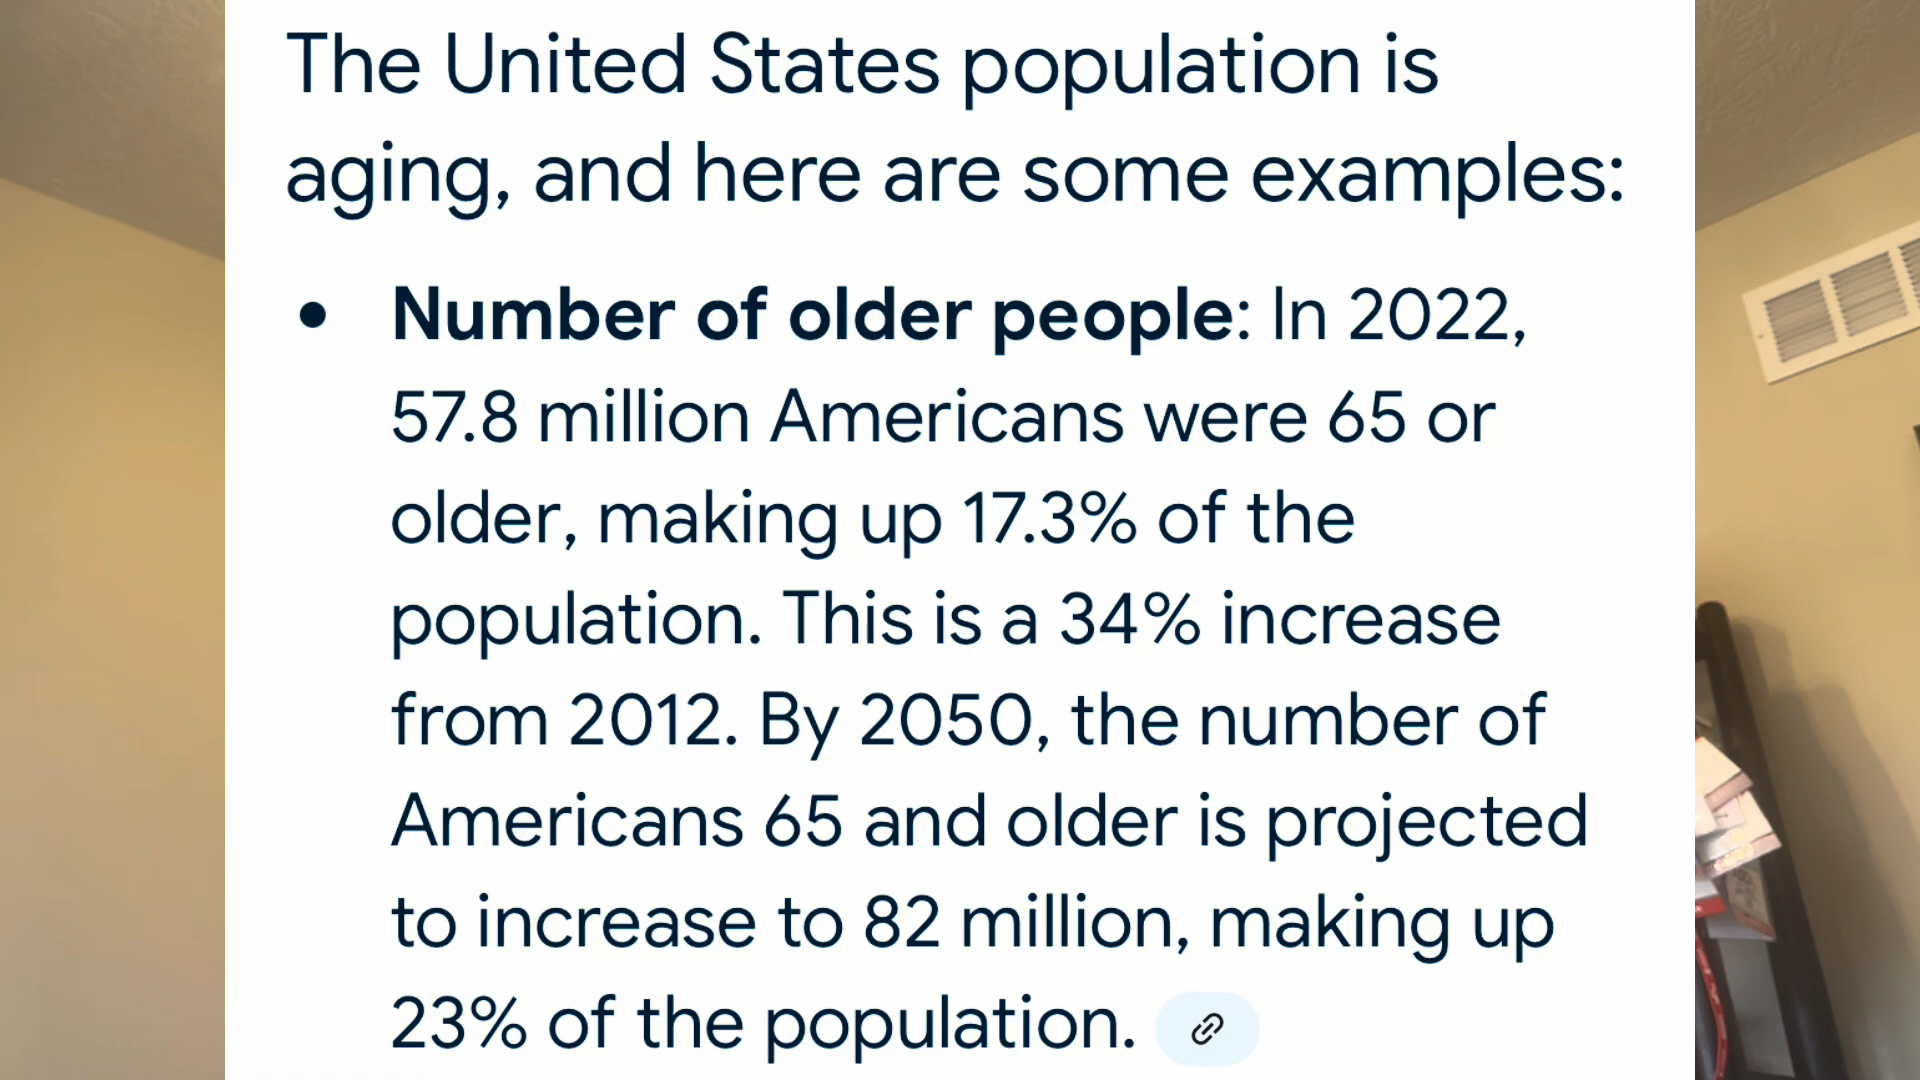 The United States population is
aging, and here are some examples:
• Number of older people: In 2022,
57.8 million Americans were 65 or
older, making up 17.3% of the
population. This is a 34% increase
from 2012. By 2050, the number of
Americans 65 and older is projected
to increase to 82 million, making up
23% of the population.